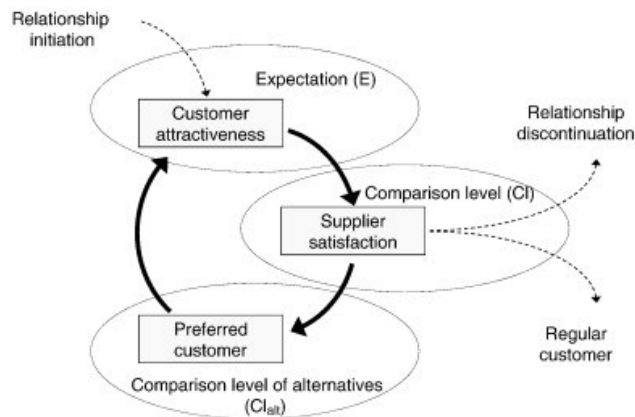 Relationship
initiation
Expectation (E)
Customer
attractiveness
Relationship
discontinuation
Comparison level (Cl)
Supplier
satisfaction
Preferred
customer
Regular
customer
Comparison level of alternatives
(Cl_alt)